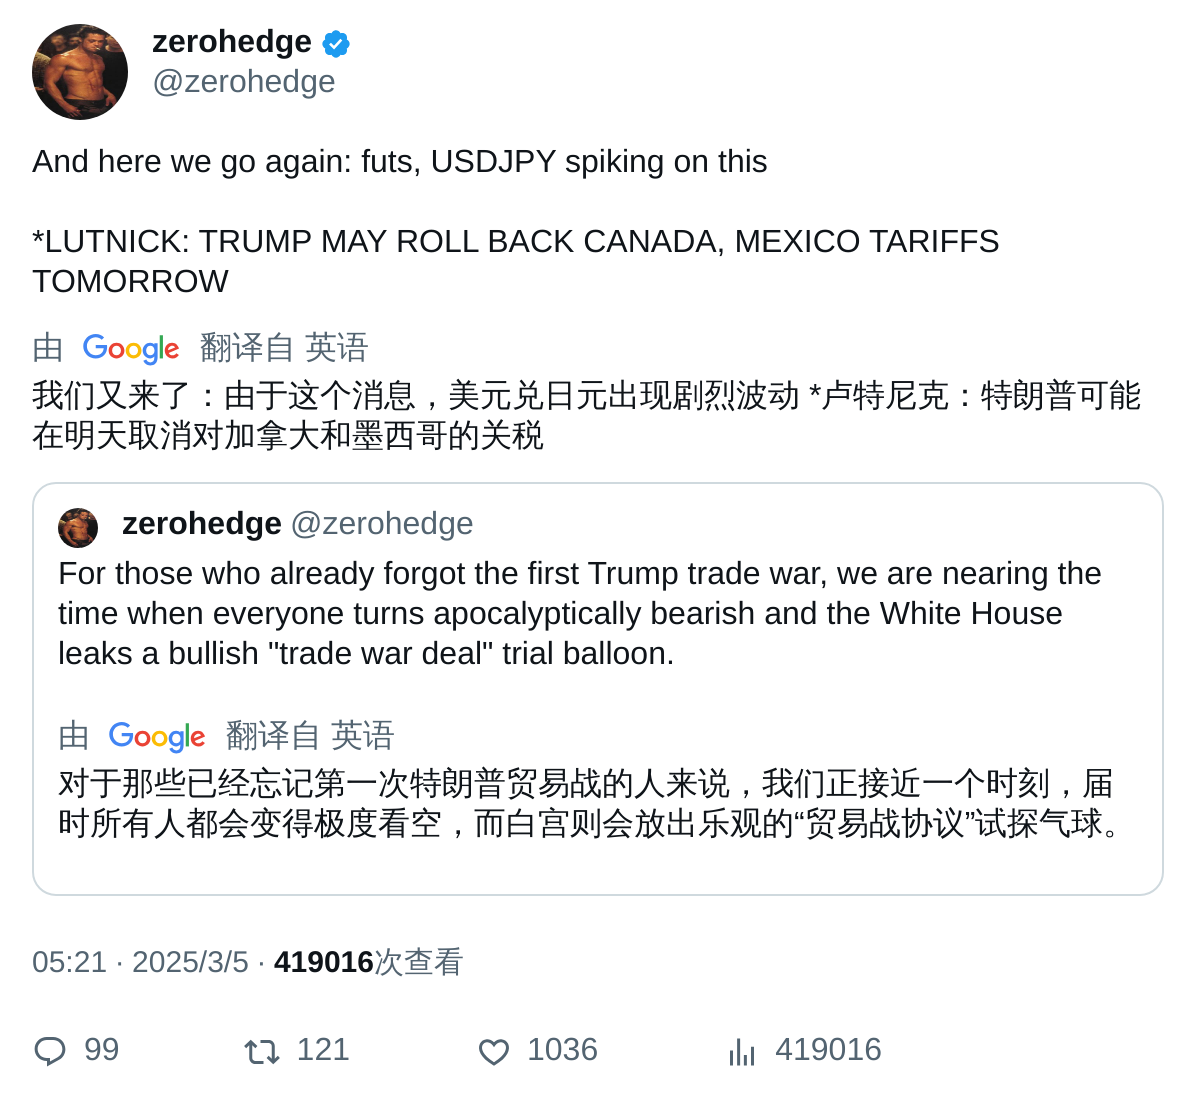 zerohedge
@zerohedge
And here we go again: futs, USDJPY spiking on this
*LUTNICK: TRUMP MAY ROLL BACK CANADA, MEXICO TARIFFS
TOMORROW
由 Google 翻译自 英语
我们又来了：由于这个消息，美元兑日元出现剧烈波动 *卢特尼克：特朗普可能
在明天取消对加拿大和墨西哥的关税
zerohedge @zerohedge
For those who already forgot the first Trump trade war, we are nearing the
time when everyone turns apocalyptically bearish and the White House
leaks a bullish "trade war deal" trial balloon.
由 Google 翻译自 英语
对于那些已经忘记第一次特朗普贸易战的人来说，我们正接近一个时刻，届
时所有人都会变得极度看空，而白宫则会放出乐观的“贸易战协议”试探气球。
05:21 · 2025/3/5 · 419016次查看
99 121 1036 419016